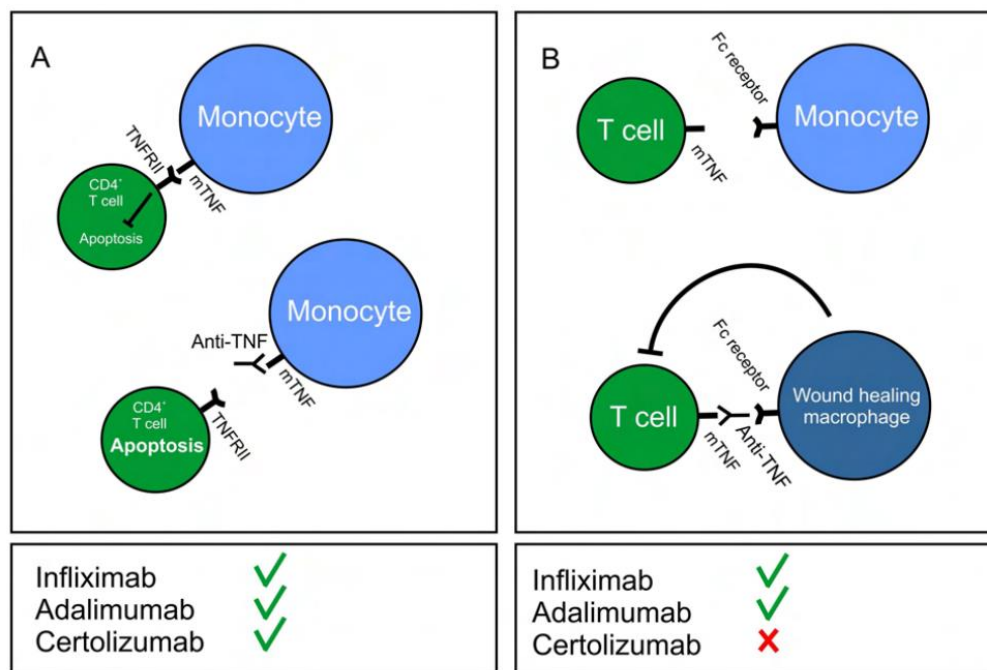 A
Monocyte
TNFRII
mTNF
CD4⁺
T cell
Apoptosis
Monocyte
Anti-TNF
mTNF
TNFRII
CD4⁺
T cell
Apoptosis
Infliximab
Adalimumab
Certolizumab
B
T cell
mTNF
Fc receptor
Monocyte
T cell
mTNF
Anti-TNF
Fc receptor
Wound healing
macrophage
Infliximab
Adalimumab
Certolizumab